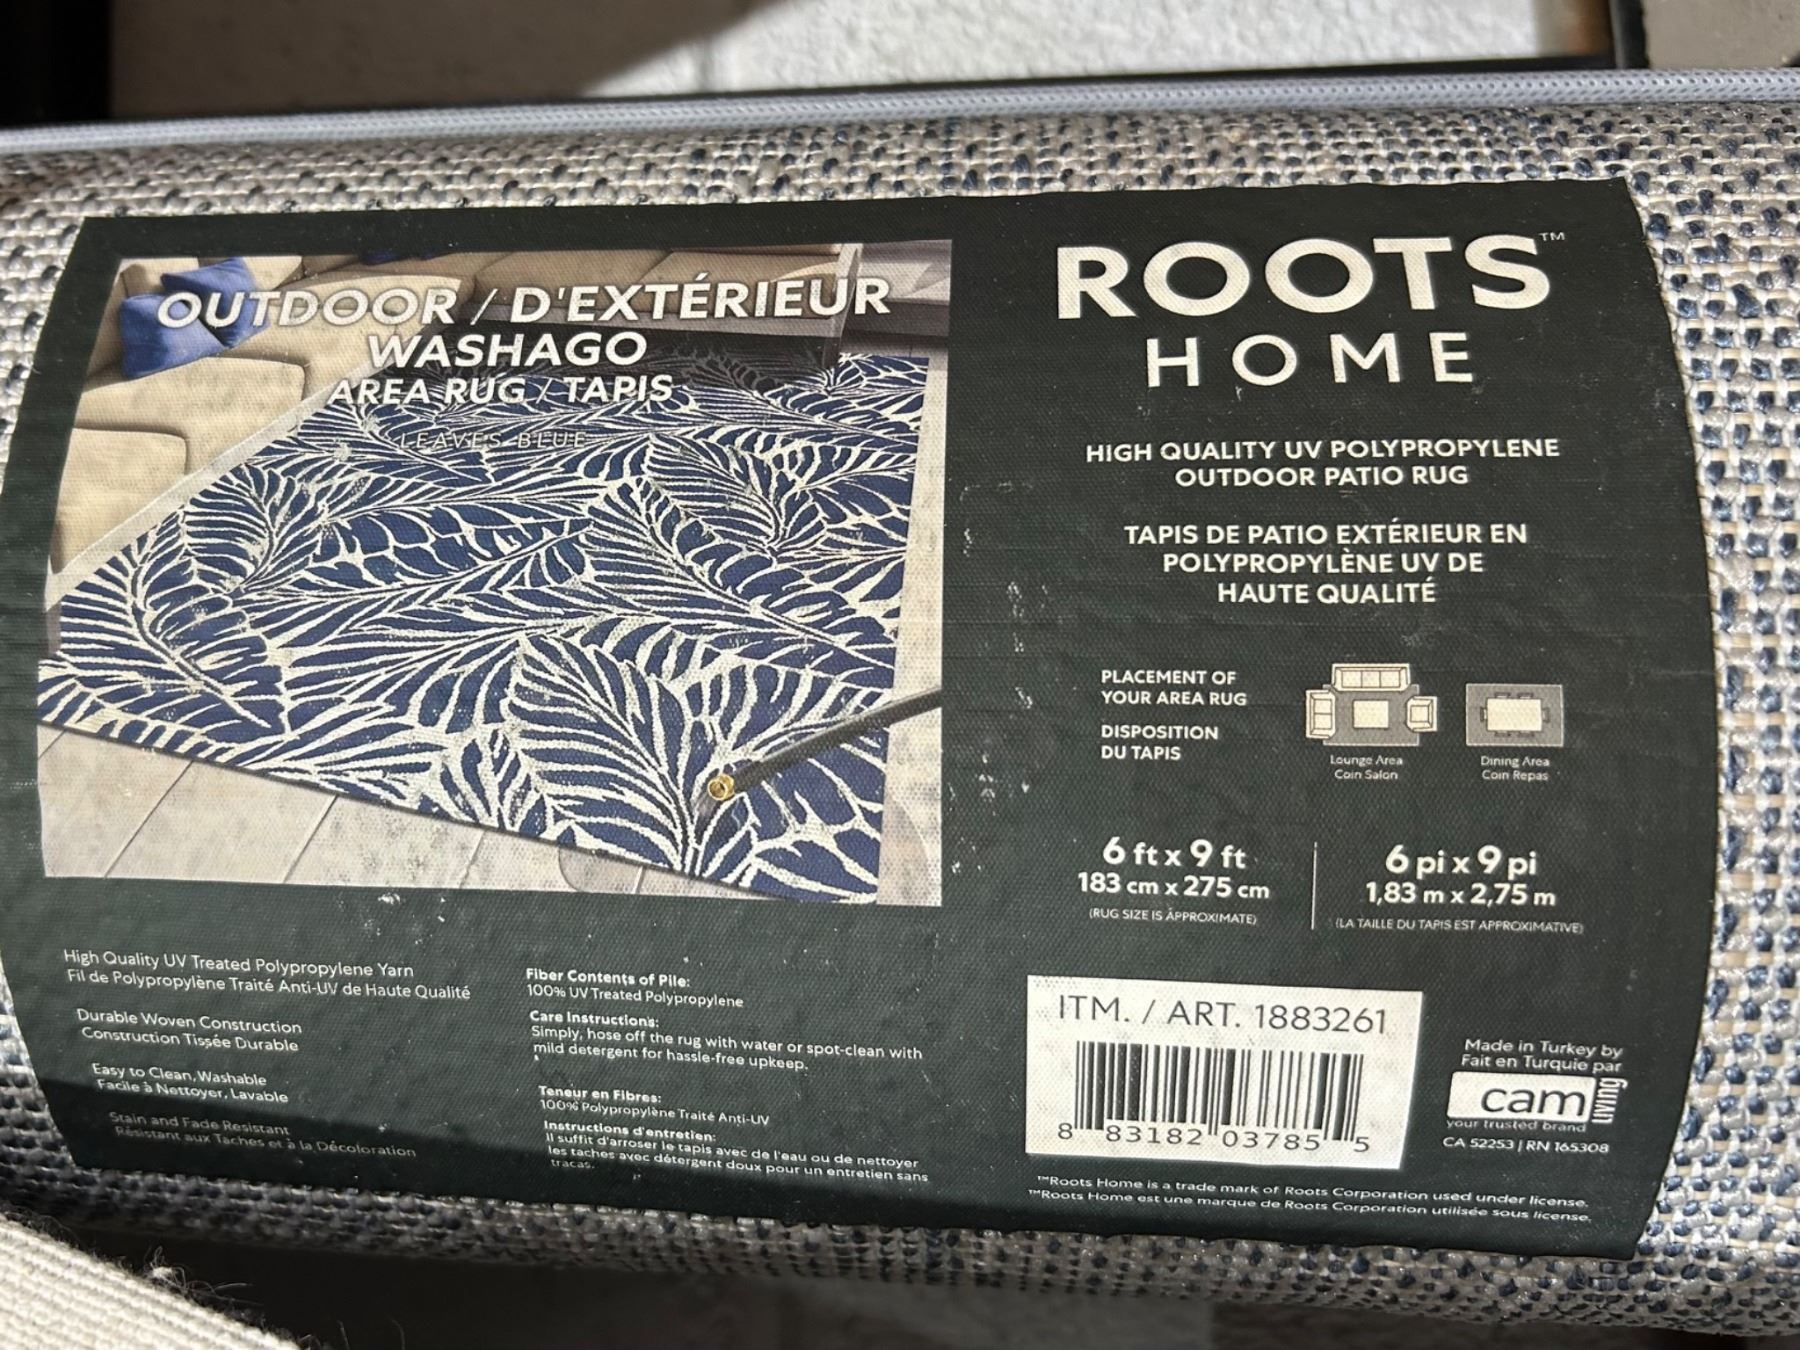 OUTDOOR / D'EXTÉRIEUR
WASHAGO
AREA RUG / TAPIS
LEAVES BLUE
ROOTS™
HOME
HIGH QUALITY UV POLYPROPYLENE
OUTDOOR PATIO RUG
TAPIS DE PATIO EXTÉRIEUR EN
POLYPROPYLÈNE UV DE
HAUTE QUALITÉ
PLACEMENT OF
YOUR AREA RUG
DISPOSITION
DU TAPIS
Lounge Area
Coin Salon
Dining Area
Coin Repas
6 ft x 9 ft
183 cm x 275 cm
(RUG SIZE IS APPROXIMATE)
6 pi x 9 pi
1,83 m x 2,75 m
(LA TAILLE DU TAPIS EST APPROXIMATIVE)
High Quality UV Treated Polypropylene Yarn
Fil de Polypropylène Traité Anti-UV de Haute Qualité
Durable Woven Construction
Construction Tissée Durable
Easy to Clean, Washable
Facile à Nettoyer, Lavable
Stain and Fade Resistant
Résistant aux Taches et à la Décoloration
Fiber Contents of Pile:
100% UV Treated Polypropylene
Care Instructions:
Simply, hose off the rug with water or spot-clean with
mild detergent for hassle-free upkeep.
Teneur en Fibres:
100% Polypropylène Traité Anti-UV
Instructions d'entretien:
Il suffit d'arroser le tapis avec de l'eau ou de nettoyer
les taches avec détergent doux pour un entretien sans
tracas.
ITM. / ART. 1883261
8 83182 03785 5
Made in Turkey by
Fait en Turquie par
cam living
your trusted brand
CA 52253 | RN 165308
™Roots Home is a trade mark of Roots Corporation used under license.
™Roots Home est une marque de Roots Corporation utilisée sous license.